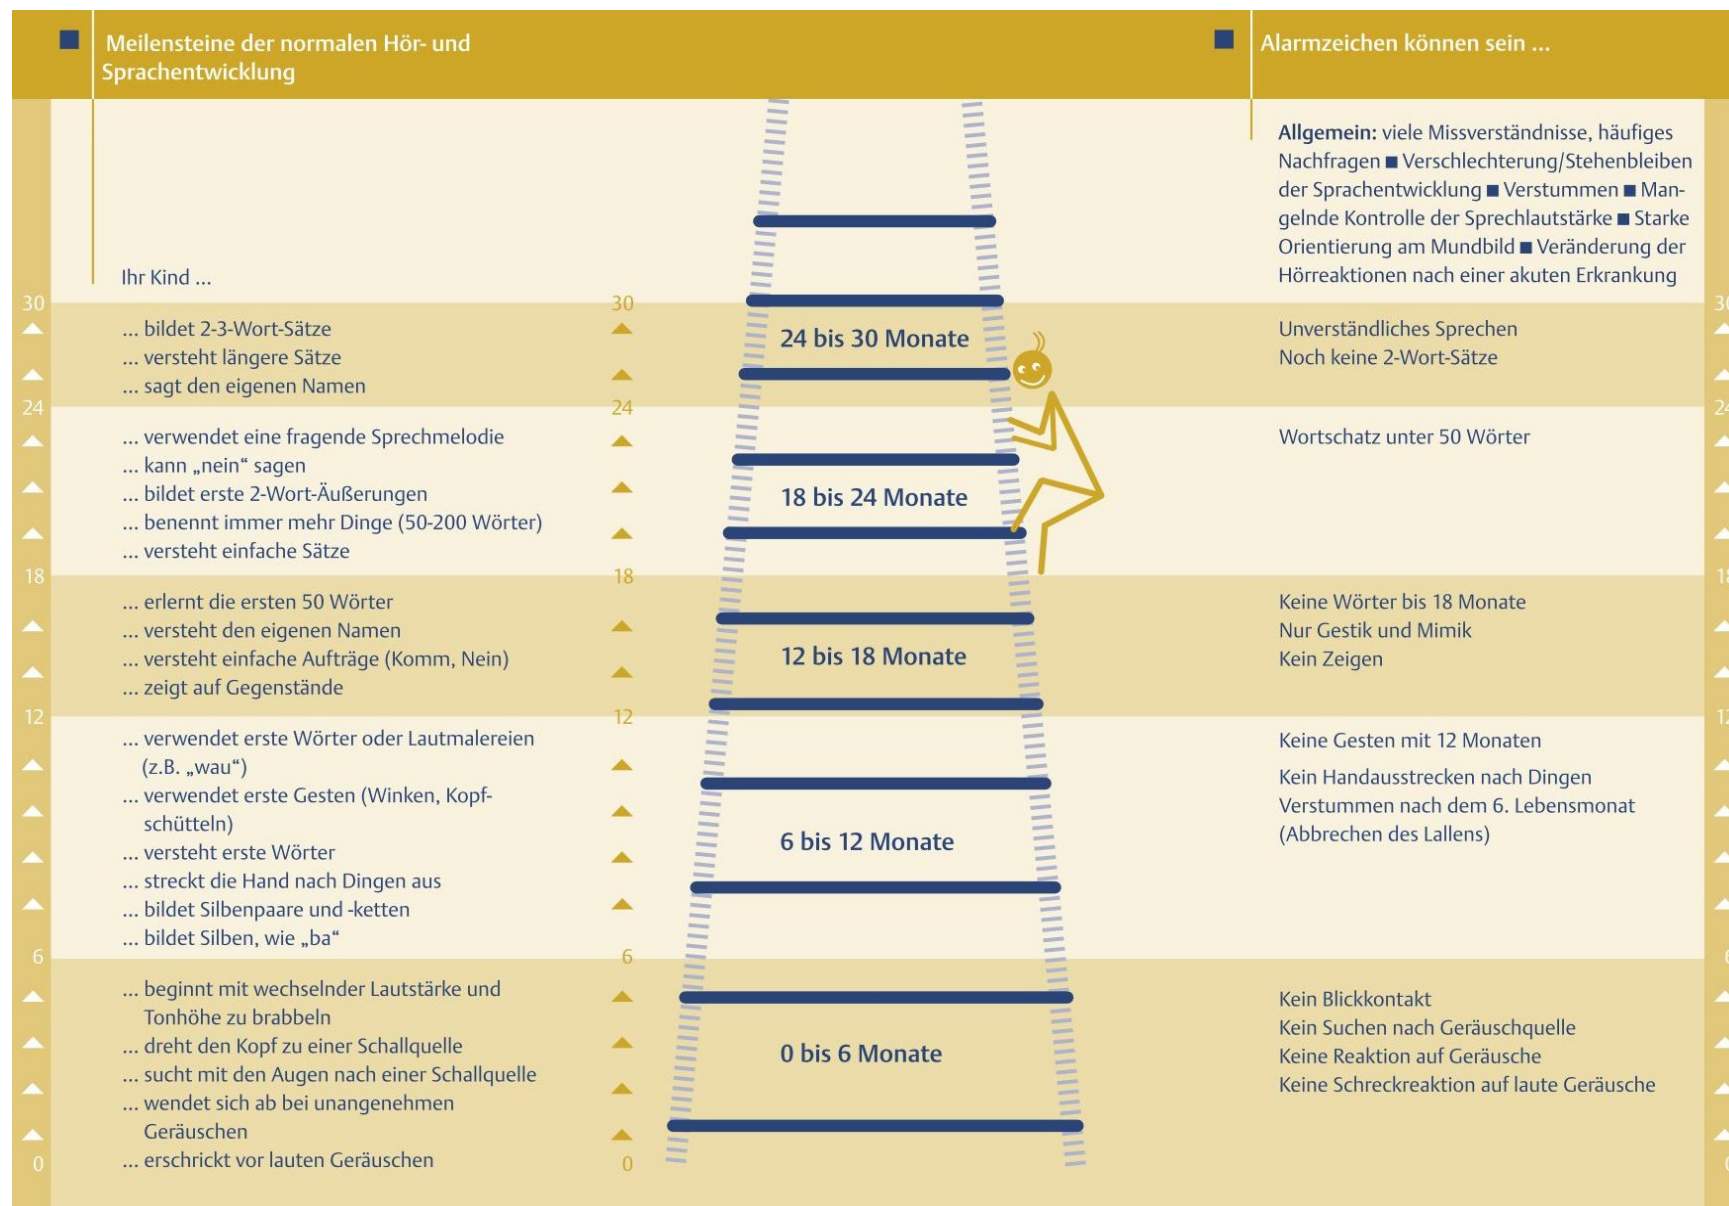 Meilensteine der normalen Hör- und
Sprachentwicklung
Alarmzeichen können sein ...
Allgemein: viele Missverständnisse, häufiges
Nachfragen ■ Verschlechterung/Stehenbleiben
der Sprachentwicklung ■ Verstummen ■ Man-
gelnde Kontrolle der Sprechlautstärke ■ Starke
Orientierung am Mundbild ■ Veränderung der
Hörreaktionen nach einer akuten Erkrankung
Ihr Kind ...
30
30
30
... bildet 2-3-Wort-Sätze
... versteht längere Sätze
... sagt den eigenen Namen
24 bis 30 Monate
Unverständliches Sprechen
Noch keine 2-Wort-Sätze
24
24
24
... verwendet eine fragende Sprechmelodie
... kann „nein“ sagen
... bildet erste 2-Wort-Äußerungen
... benennt immer mehr Dinge (50-200 Wörter)
... versteht einfache Sätze
18 bis 24 Monate
Wortschatz unter 50 Wörter
18
18
18
... erlernt die ersten 50 Wörter
... versteht den eigenen Namen
... versteht einfache Aufträge (Komm, Nein)
... zeigt auf Gegenstände
12 bis 18 Monate
Keine Wörter bis 18 Monate
Nur Gestik und Mimik
Kein Zeigen
12
12
12
... verwendet erste Wörter oder Lautmalereien
(z.B. „wau“)
... verwendet erste Gesten (Winken, Kopf-
schütteln)
... versteht erste Wörter
... streckt die Hand nach Dingen aus
... bildet Silbenpaare und -ketten
... bildet Silben, wie „ba“
6 bis 12 Monate
Keine Gesten mit 12 Monaten
Kein Handausstrecken nach Dingen
Verstummen nach dem 6. Lebensmonat
(Abbrechen des Lallens)
6
6
6
... beginnt mit wechselnder Lautstärke und
Tonhöhe zu brabbeln
... dreht den Kopf zu einer Schallquelle
... sucht mit den Augen nach einer Schallquelle
... wendet sich ab bei unangenehmen
Geräuschen
... erschrickt vor lauten Geräuschen
0 bis 6 Monate
Kein Blickkontakt
Kein Suchen nach Geräuschquelle
Keine Reaktion auf Geräusche
Keine Schreckreaktion auf laute Geräusche
0
0
0